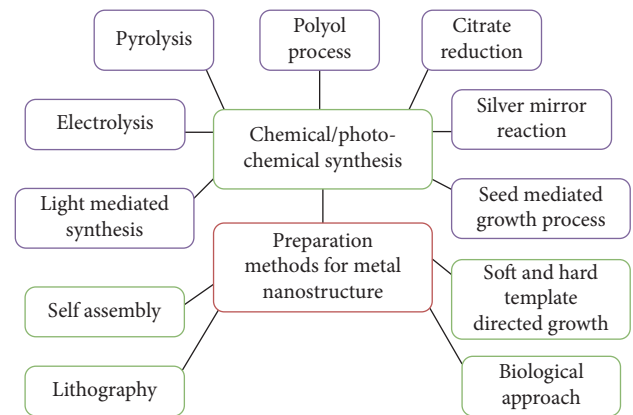 Pyrolysis
Polyol
process
Citrate
reduction
Electrolysis
Chemical/photo-
chemical synthesis
Silver mirror
reaction
Light mediated
synthesis
Seed mediated
growth process
Preparation
methods for metal
nanostructure
Self assembly
Soft and hard
template
directed growth
Lithography
Biological
approach